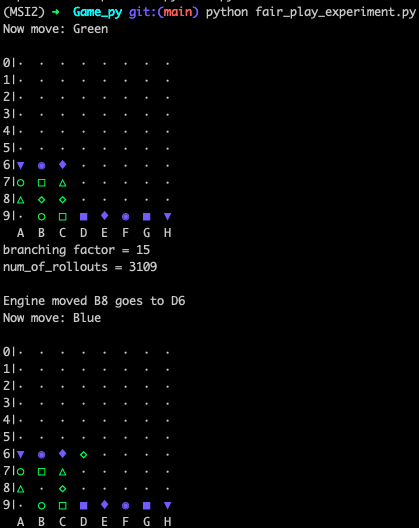 (MSI2) → Game_py git:(main) python fair_play_experiment.py
Now move: Green
0|· · · · · · · ·
1|· · · · · · · ·
2|· · · · · · · ·
3|· · · · · · · ·
4|· · · · · · · ·
5|· · · · · · · ·
6|▼ ◉ ♦ · · · · ·
7|○ □ △ · · · · ·
8|△ ◇ ◇ · · · · ·
9|· ○ □ ■ ♦ ◉ ■ ▼
A B C D E F G H
branching factor = 15
num_of_rollouts = 3109
Engine moved B8 goes to D6
Now move: Blue
0|· · · · · · · ·
1|· · · · · · · ·
2|· · · · · · · ·
3|· · · · · · · ·
4|· · · · · · · ·
5|· · · · · · · ·
6|▼ ◉ ♦ ◇ · · · ·
7|○ □ △ · · · · ·
8|△ · ◇ · · · · ·
9|· ○ □ ■ ♦ ◉ ■ ▼
A B C D E F G H